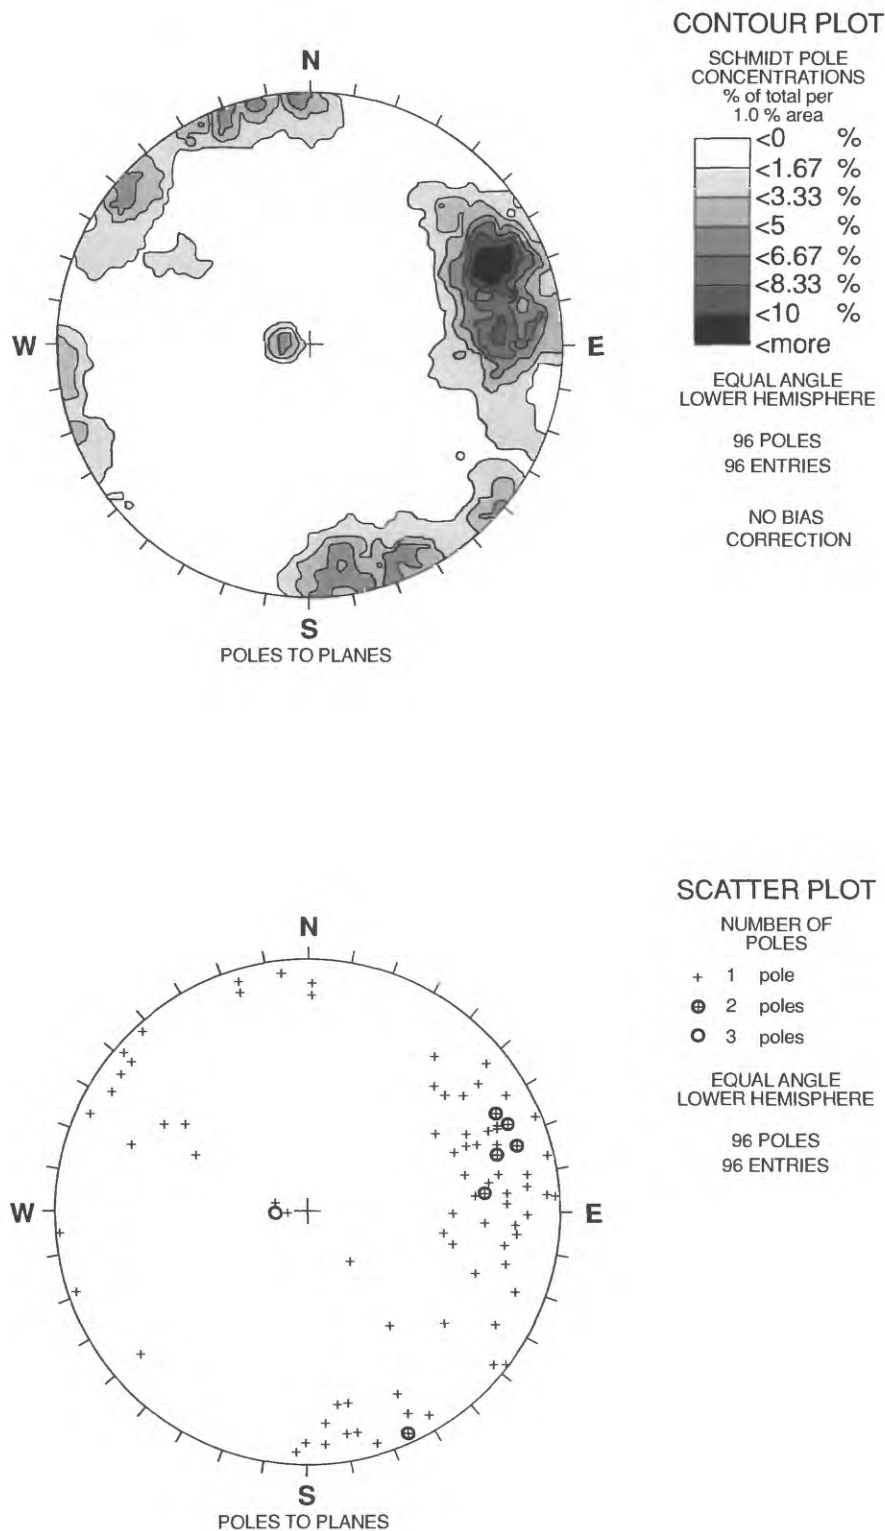 CONTOUR PLOT
SCHMIDT POLE
CONCENTRATIONS
% of total per
1.0 % area
<0 %
<1.67 %
<3.33 %
<5 %
<6.67 %
<8.33 %
<10 %
<more
EQUAL ANGLE
LOWER HEMISPHERE
96 POLES
96 ENTRIES
NO BIAS
CORRECTION
N
W
E
S
POLES TO PLANES
SCATTER PLOT
NUMBER OF
POLES
+ 1 pole
2 poles
3 poles
EQUAL ANGLE
LOWER HEMISPHERE
96 POLES
96 ENTRIES
N
W
E
S
POLES TO PLANES